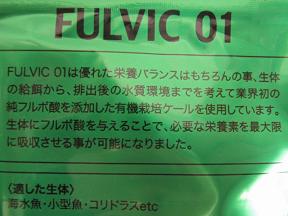 FULVIC 01
FULVIC 01は優れた栄養バランスはもちろんの事、生体
の給餌から、排出後の水質環境までを考えて業界初の
純フルボ酸を添加した有機栽培ケールを使用しています。
生体にフルボ酸を与えることで、必要な栄養素を最大限
に吸収させる事が可能になりました。
〈適した生体〉
海水魚・小型魚・コリドラスetc